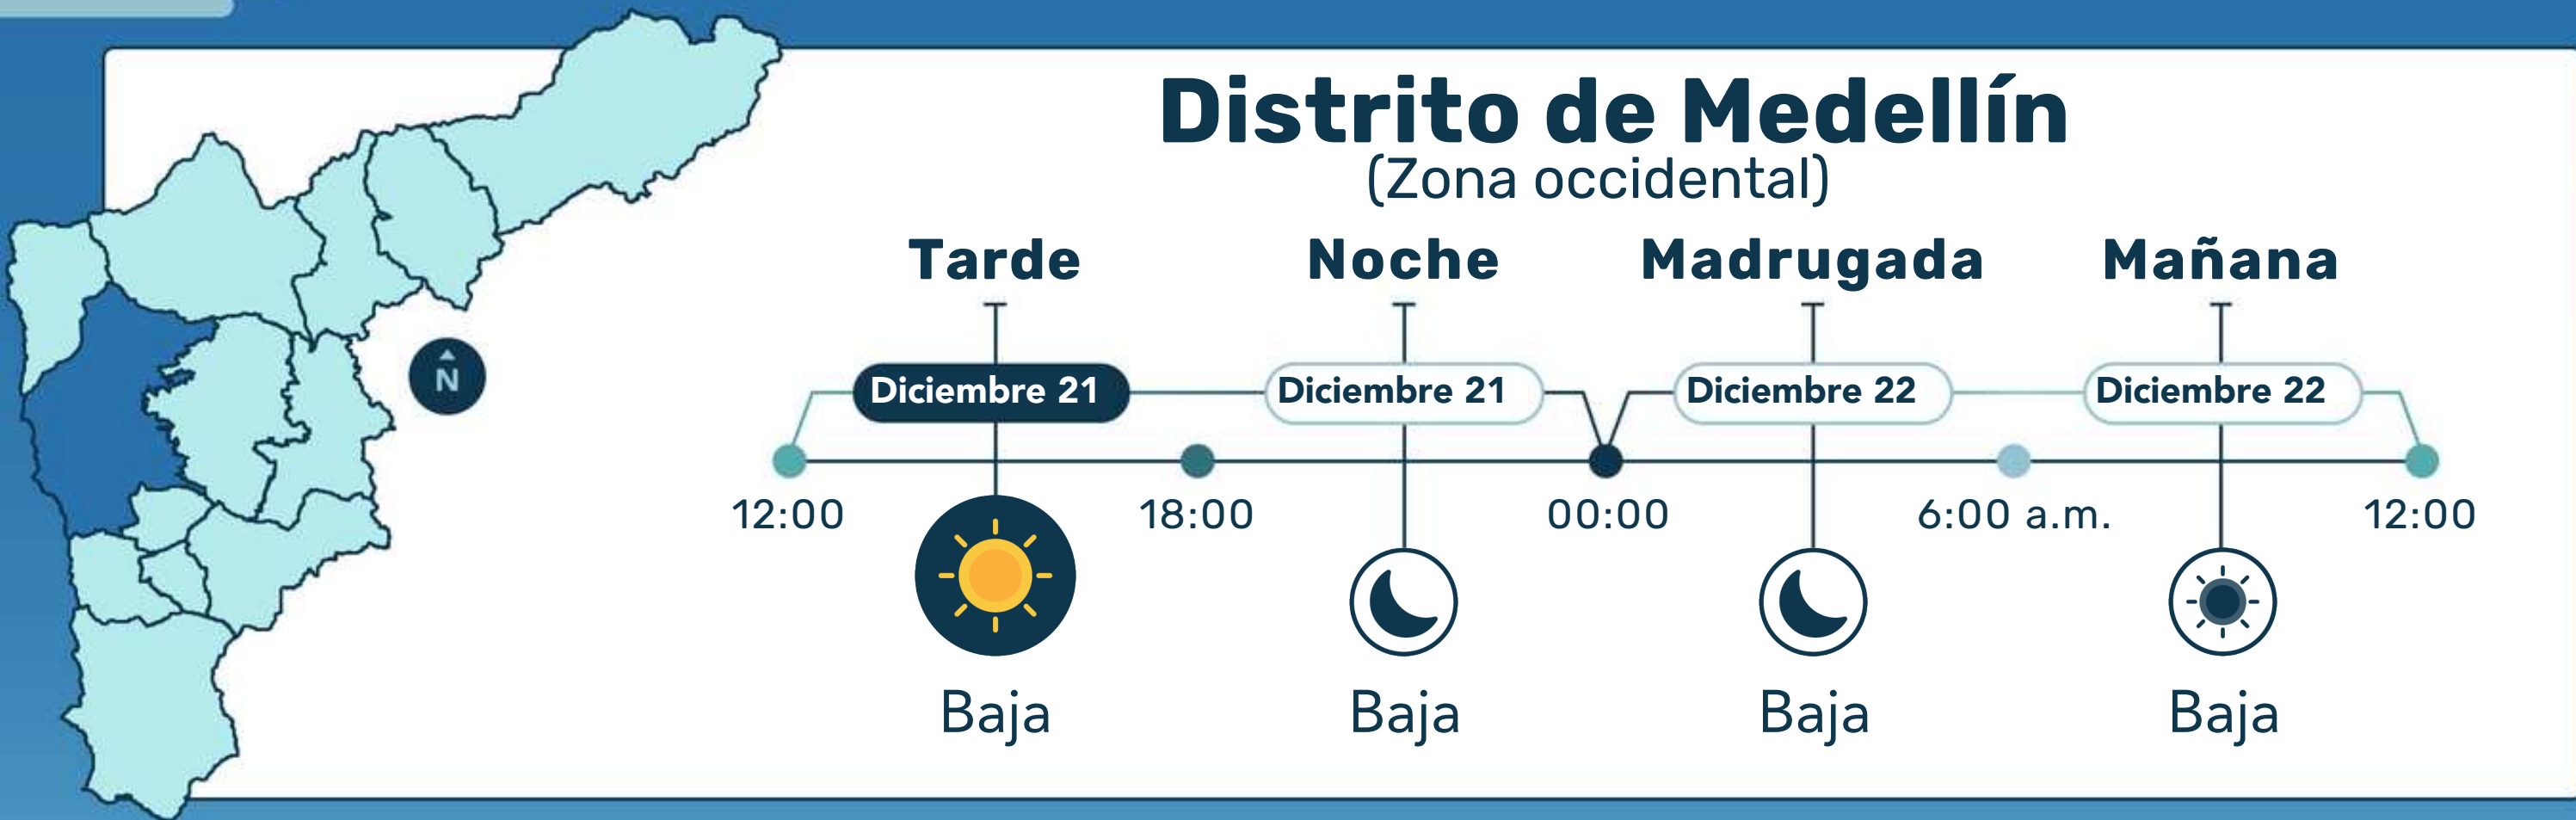 Distrito de Medellín
(Zona occidental)
Tarde Noche Madrugada Mañana
N
Diciembre 21 Diciembre 21 Diciembre 22 Diciembre 22
12:00 18:00 00:00 6:00 a.m. 12:00
Baja Baja Baja Baja